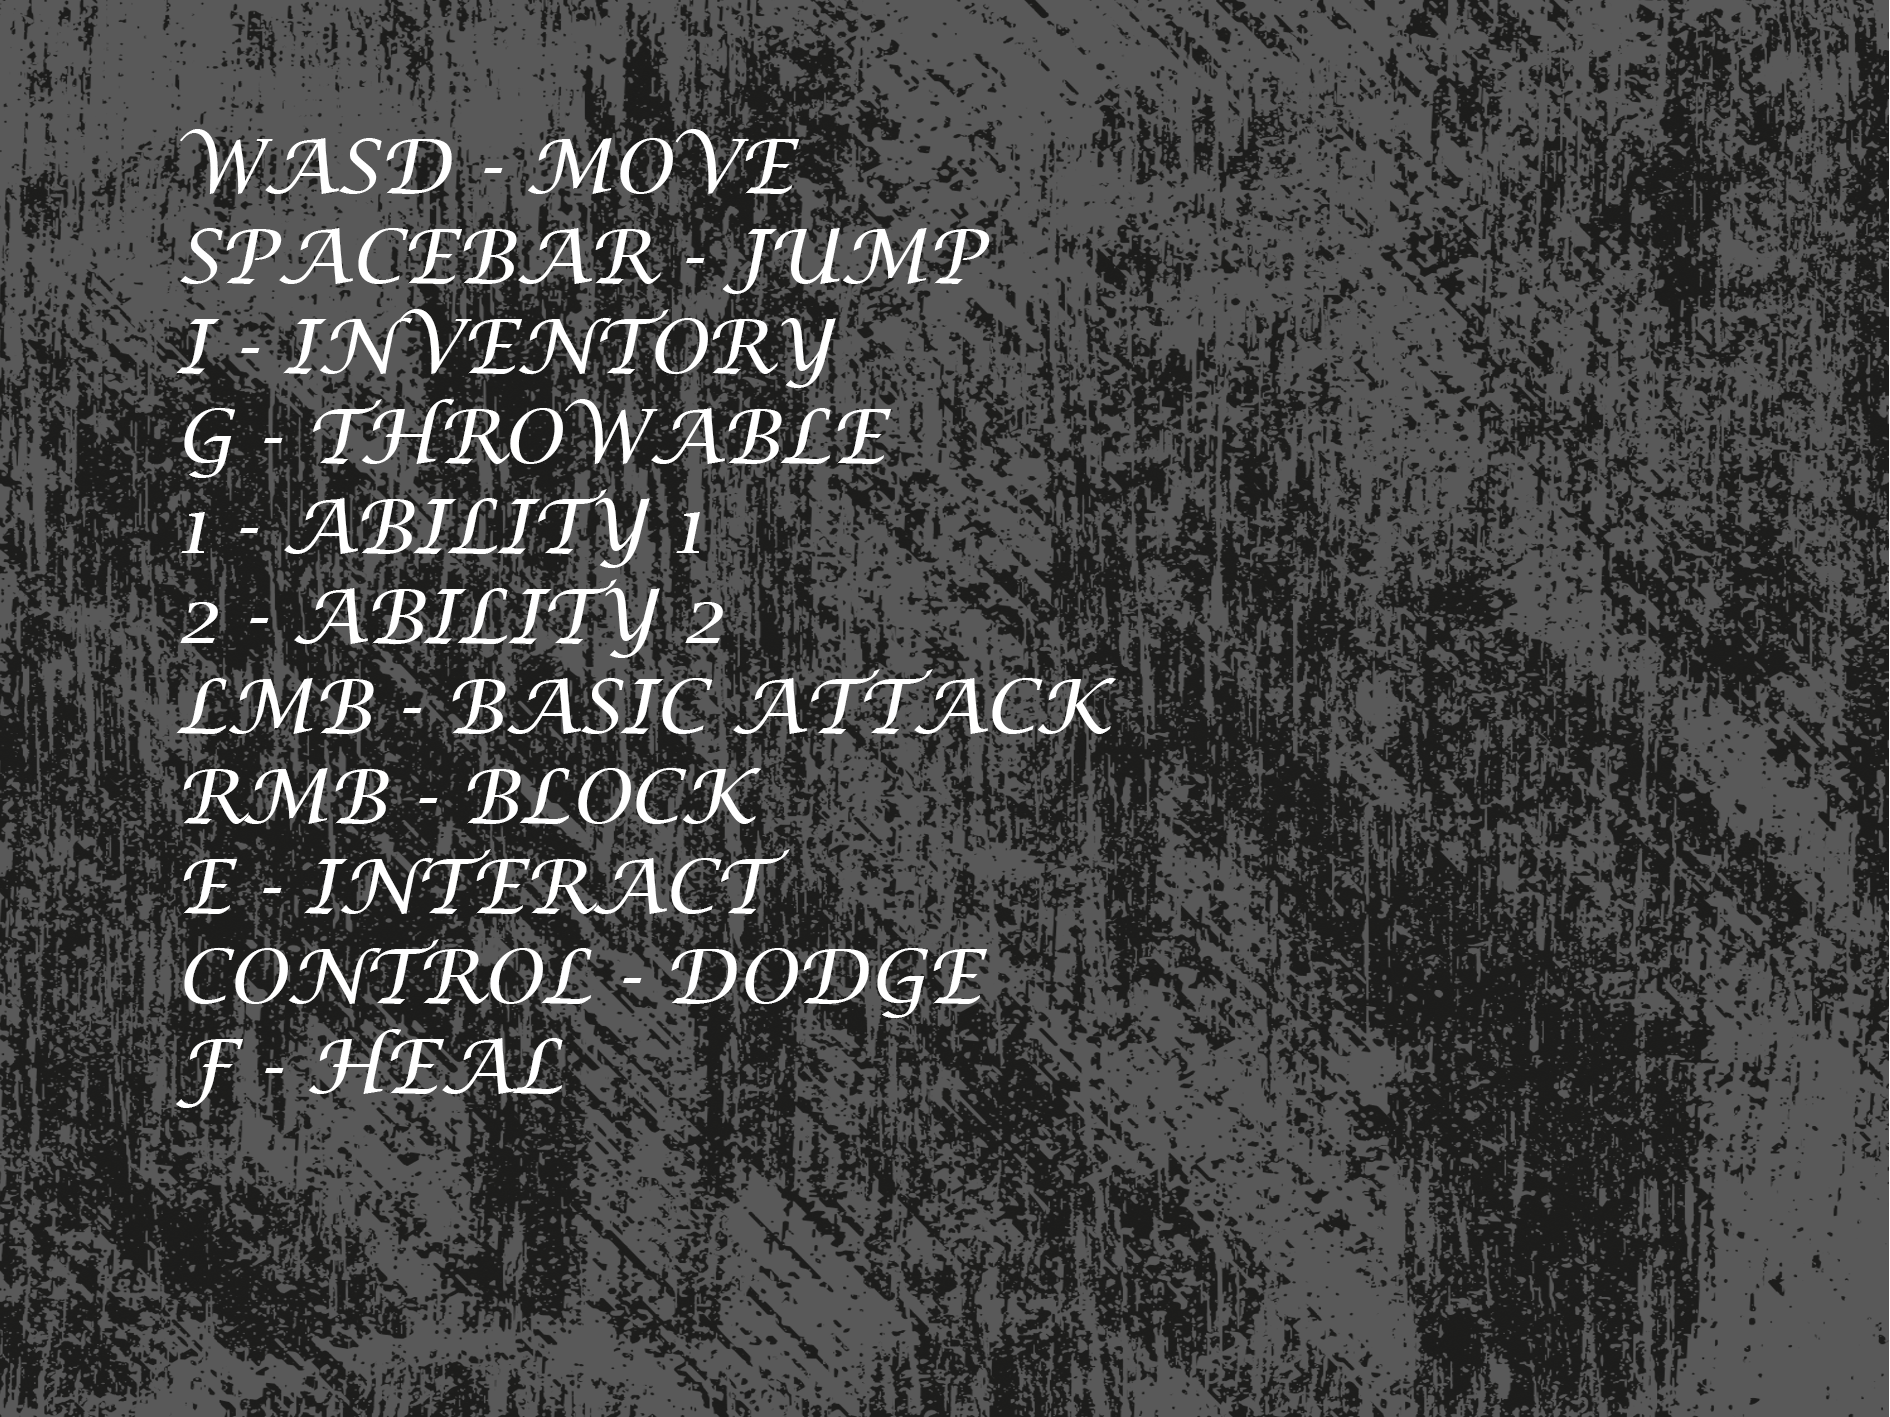 WASD - MOVE
SPACEBAR - JUMP
I - INVENTORY
G - THROWABLE
1 - ABILITY 1
2 - ABILITY 2
LMB - BASIC ATTACK
RMB - BLOCK
E - INTERACT
CONTROL - DODGE
F - HEAL